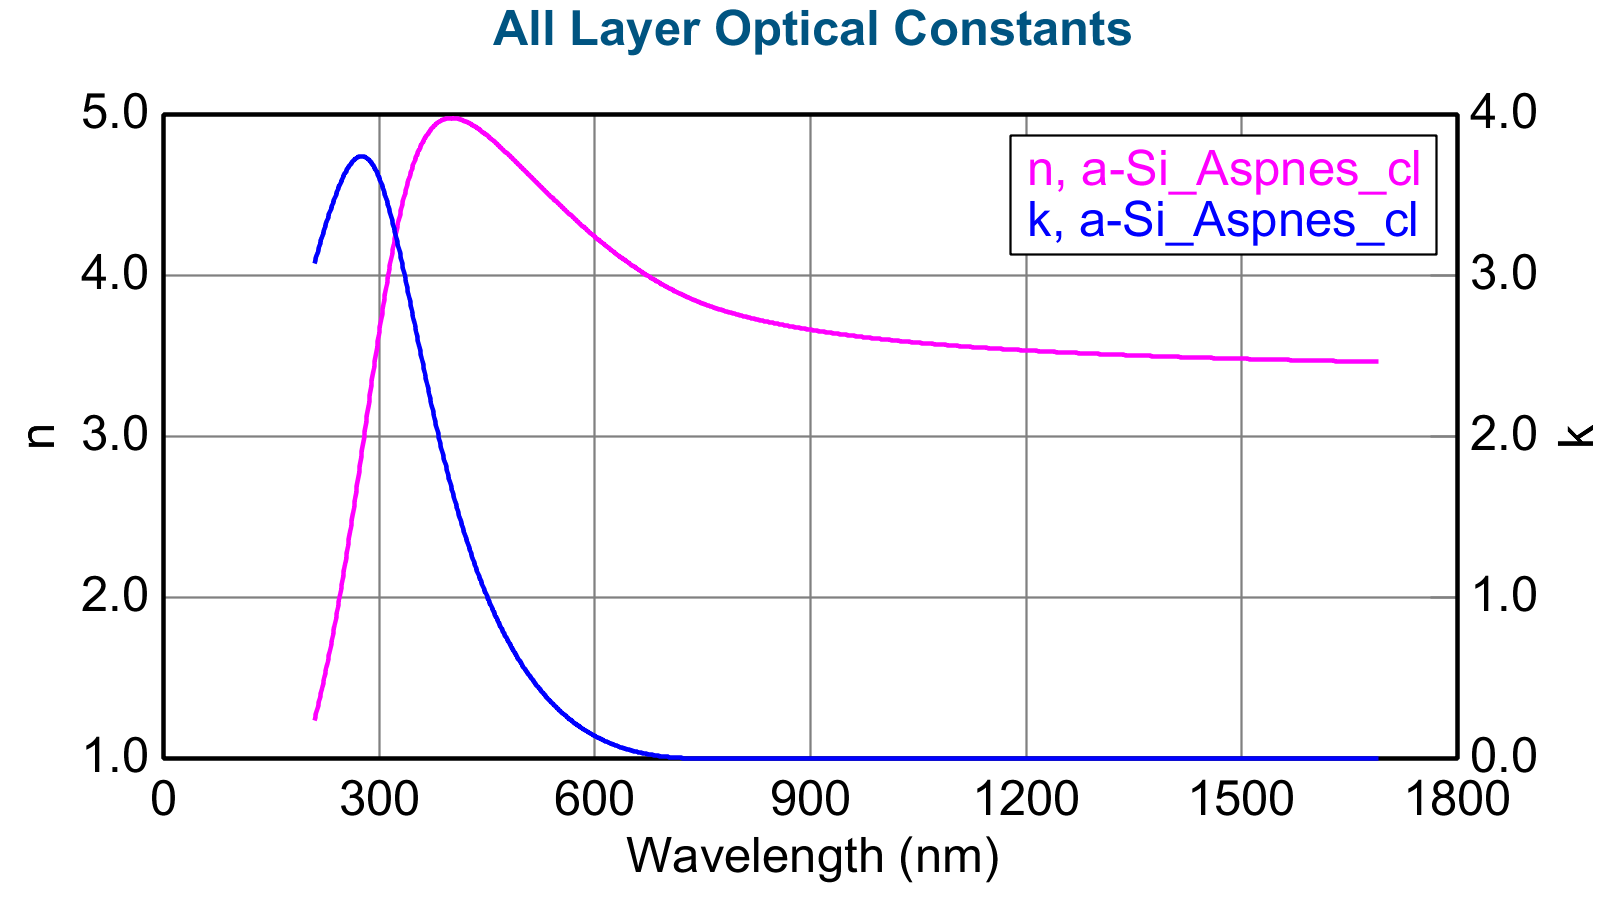 All Layer Optical Constants
5.0
4.0
3.0
2.0
1.0
n
4.0
3.0
2.0
1.0
0.0
k
n, a-Si_Aspnes_cl
k, a-Si_Aspnes_cl
0 300 600 900 1200 1500 1800
Wavelength (nm)